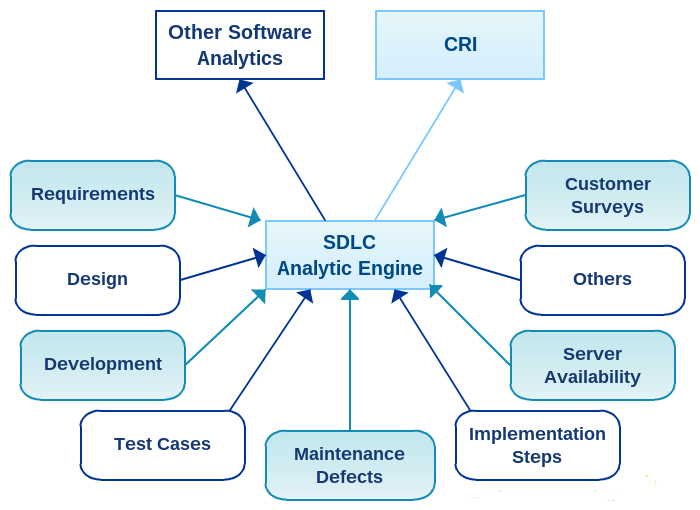 Other Software
Analytics
CRI
Requirements
Customer
Surveys
SDLC
Analytic Engine
Design
Others
Development
Server
Availability
Test Cases
Maintenance
Defects
Implementation
Steps